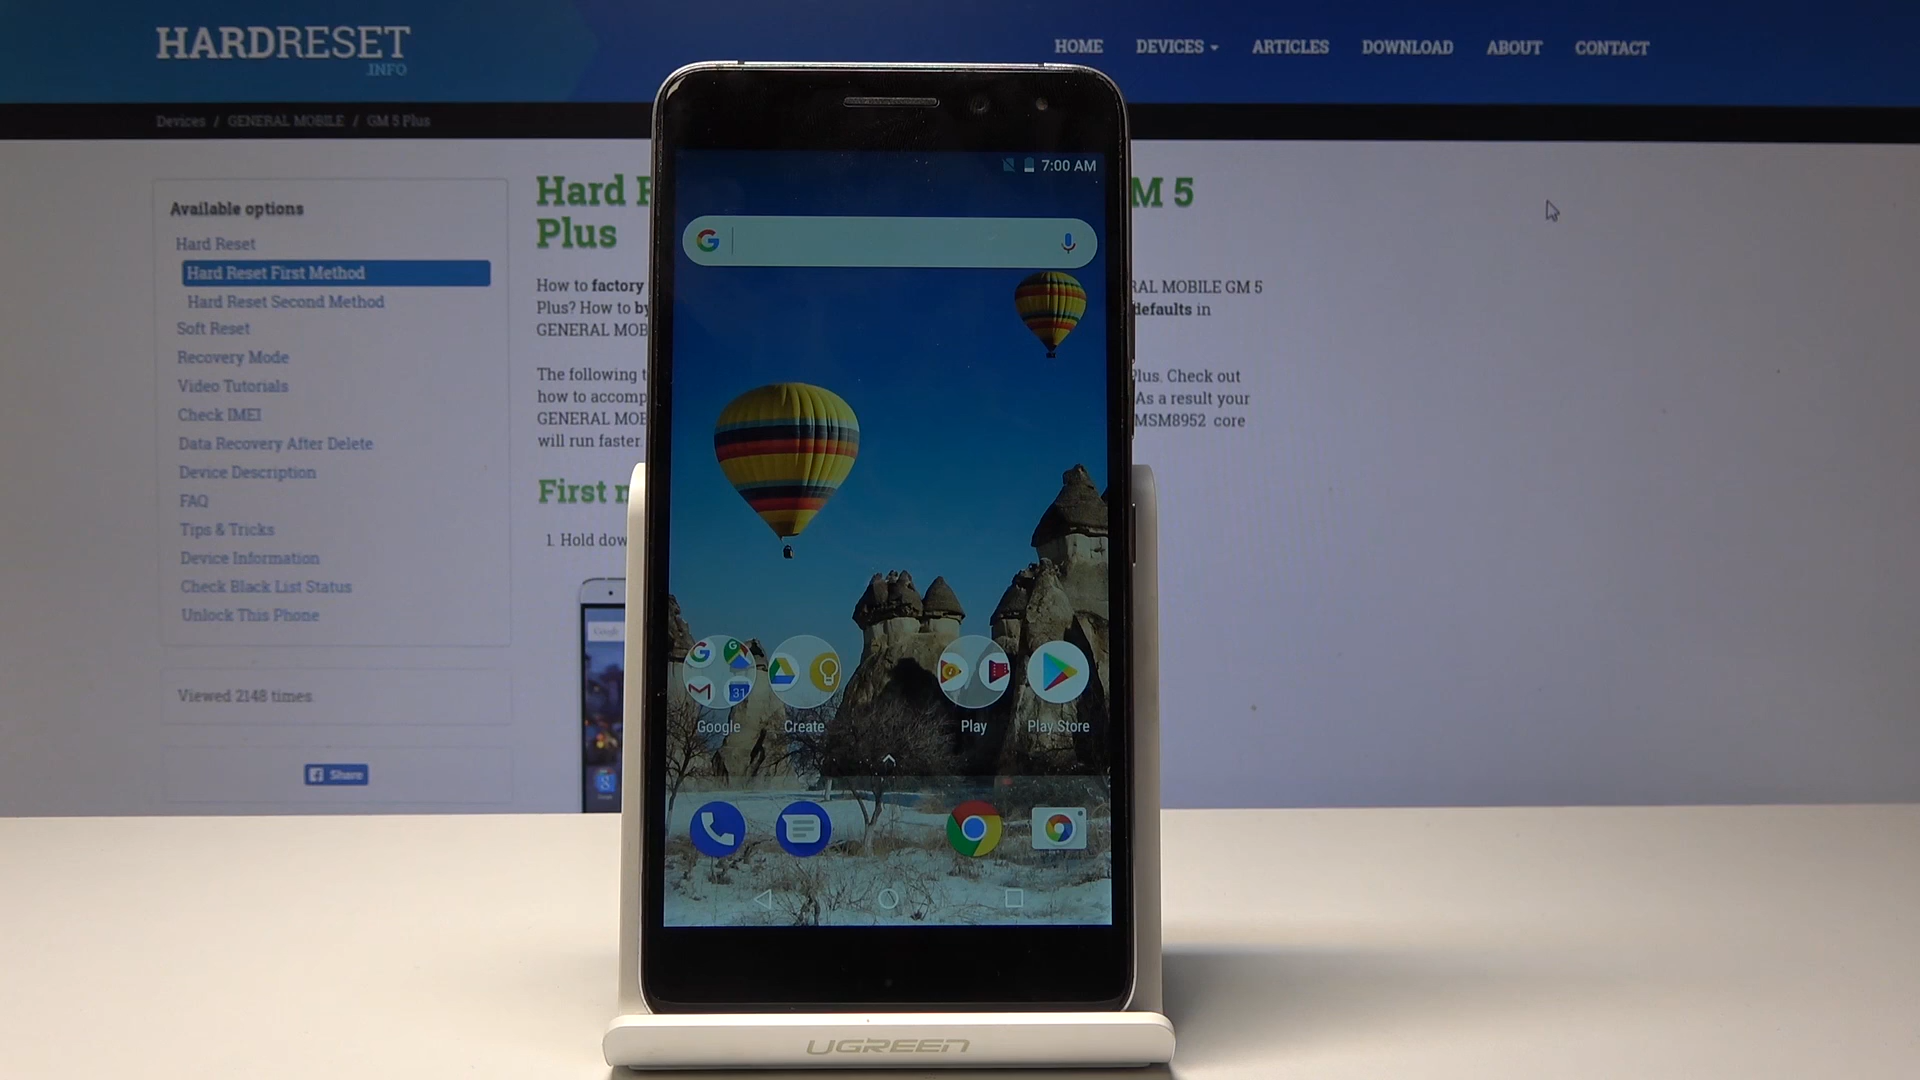 HARDRESET
.INFO
HOME DEVICES ARTICLES DOWNLOAD ABOUT CONTACT
Devices / GENERAL MOBILE / GM 5 Plus
Available options
Hard Reset
Hard Reset First Method
Hard Reset Second Method
Soft Reset
Recovery Mode
Video Tutorials
Check IMEI
Data Recovery After Delete
Device Description
FAQ
Tips & Tricks
Device Information
Check Black List Status
Unlock This Phone
Viewed 2148 times.
Share
Hard M 5
Plus
How to factory RAL MOBILE GM 5
Plus? How to defaults in
GENERAL MOB
The following Plus. Check out
how to accomp As a result your
GENERAL MOB MSM8952 core
will run faster.
First
1. Hold dow
Google
7:00 AM
G
31
Google Create Play Play Store
UGREEN